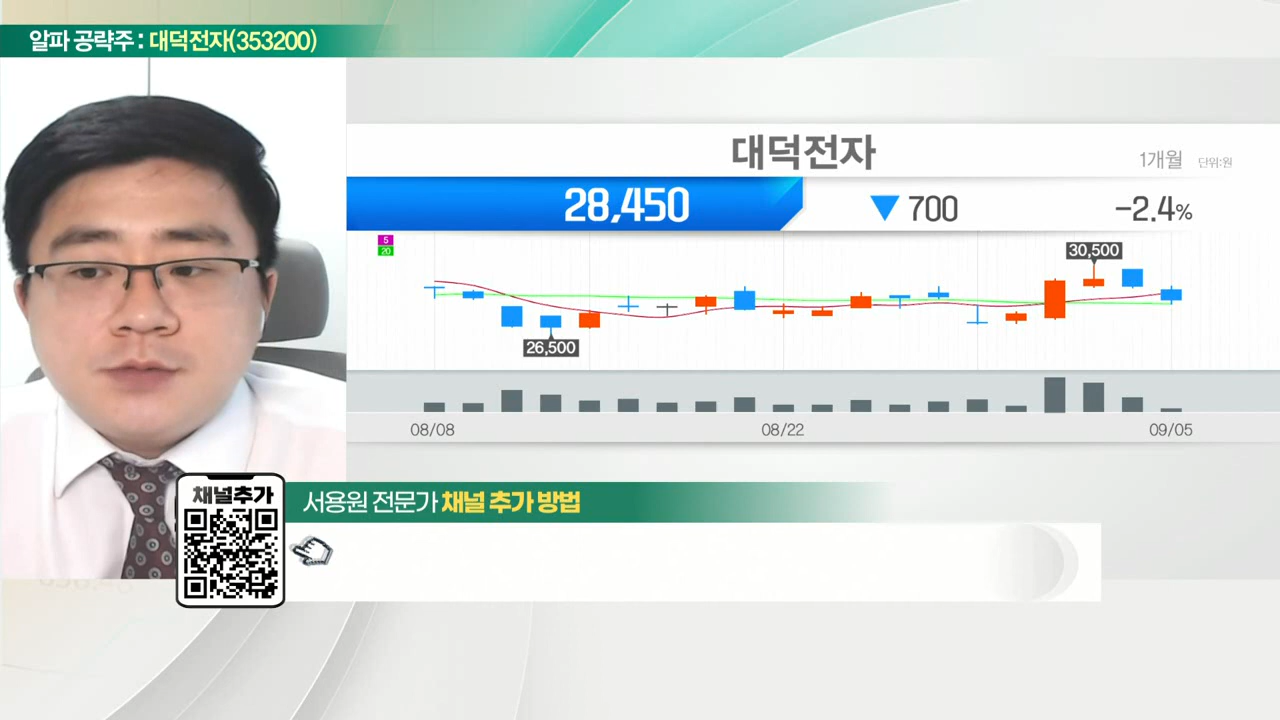 알파 공략주 : 대덕전자(353200)
대덕전자
1개월 단위:원
28,450 ▼ 700 -2.4%
5
20
30,500
26,500
08/08 08/22 09/05
채널추가
서용원 전문가 채널 추가 방법